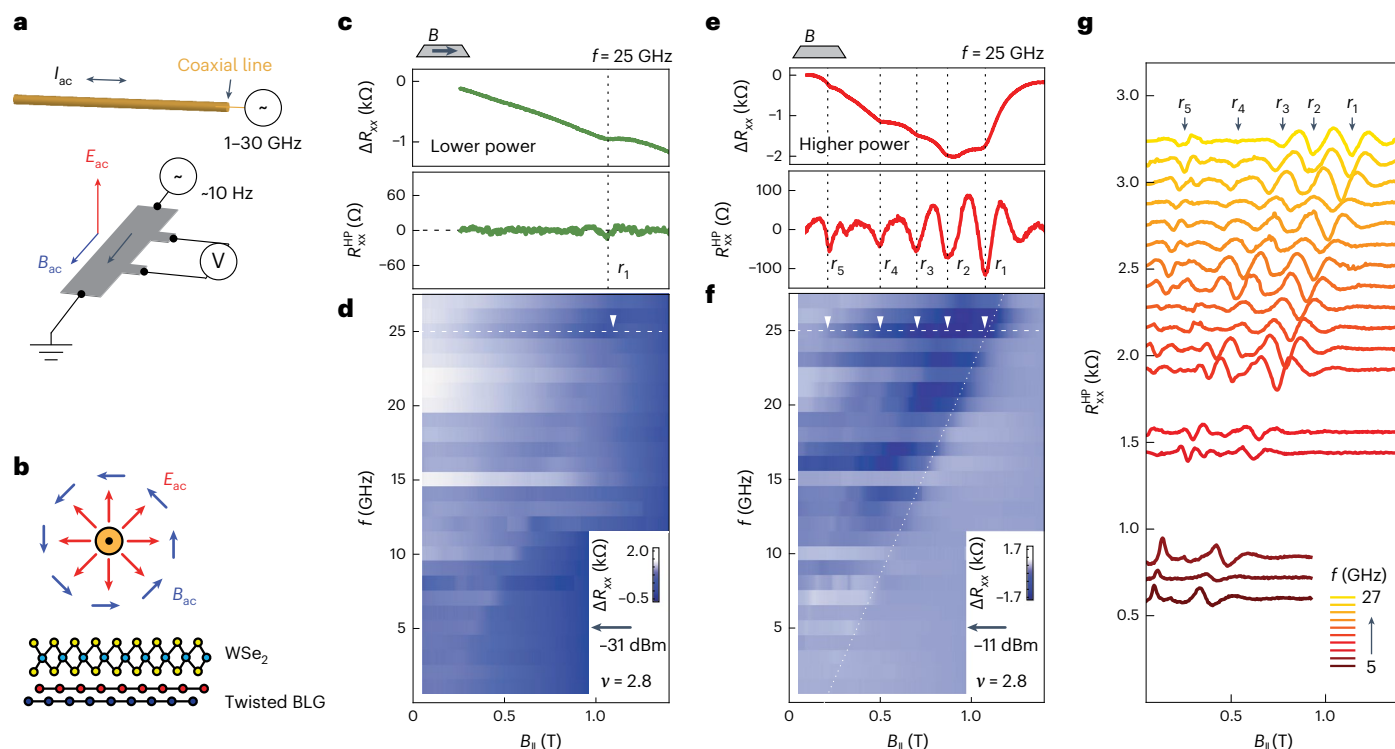 a
I_ac
Coaxial line
~
1–30 GHz
E_ac
~
~10 Hz
B_ac
V
b
E_ac
B_ac
WSe2
Twisted BLG
c
B
f = 25 GHz
ΔR_xx (kΩ)
0
−1
Lower power
R_xx^HP (Ω)
60
0
−60
r1
d
f (GHz)
25
20
15
10
5
ΔR_xx (kΩ)
2.0
−0.5
−31 dBm
ν = 2.8
0
0.5
1.0
B|| (T)
e
B
f = 25 GHz
ΔR_xx (kΩ)
0
−1
−2
Higher power
R_xx^HP (Ω)
100
0
−100
r5 r4 r3 r2 r1
f
f (GHz)
25
20
15
10
5
ΔR_xx (kΩ)
1.7
−1.7
−11 dBm
ν = 2.8
0
0.5
1.0
B|| (T)
g
R_xx^HP (kΩ)
3.0
3.0
2.5
2.0
1.5
1.0
0.5
r5 r4 r3 r2 r1
f (GHz)
27
5
0
1.0
B|| (T)